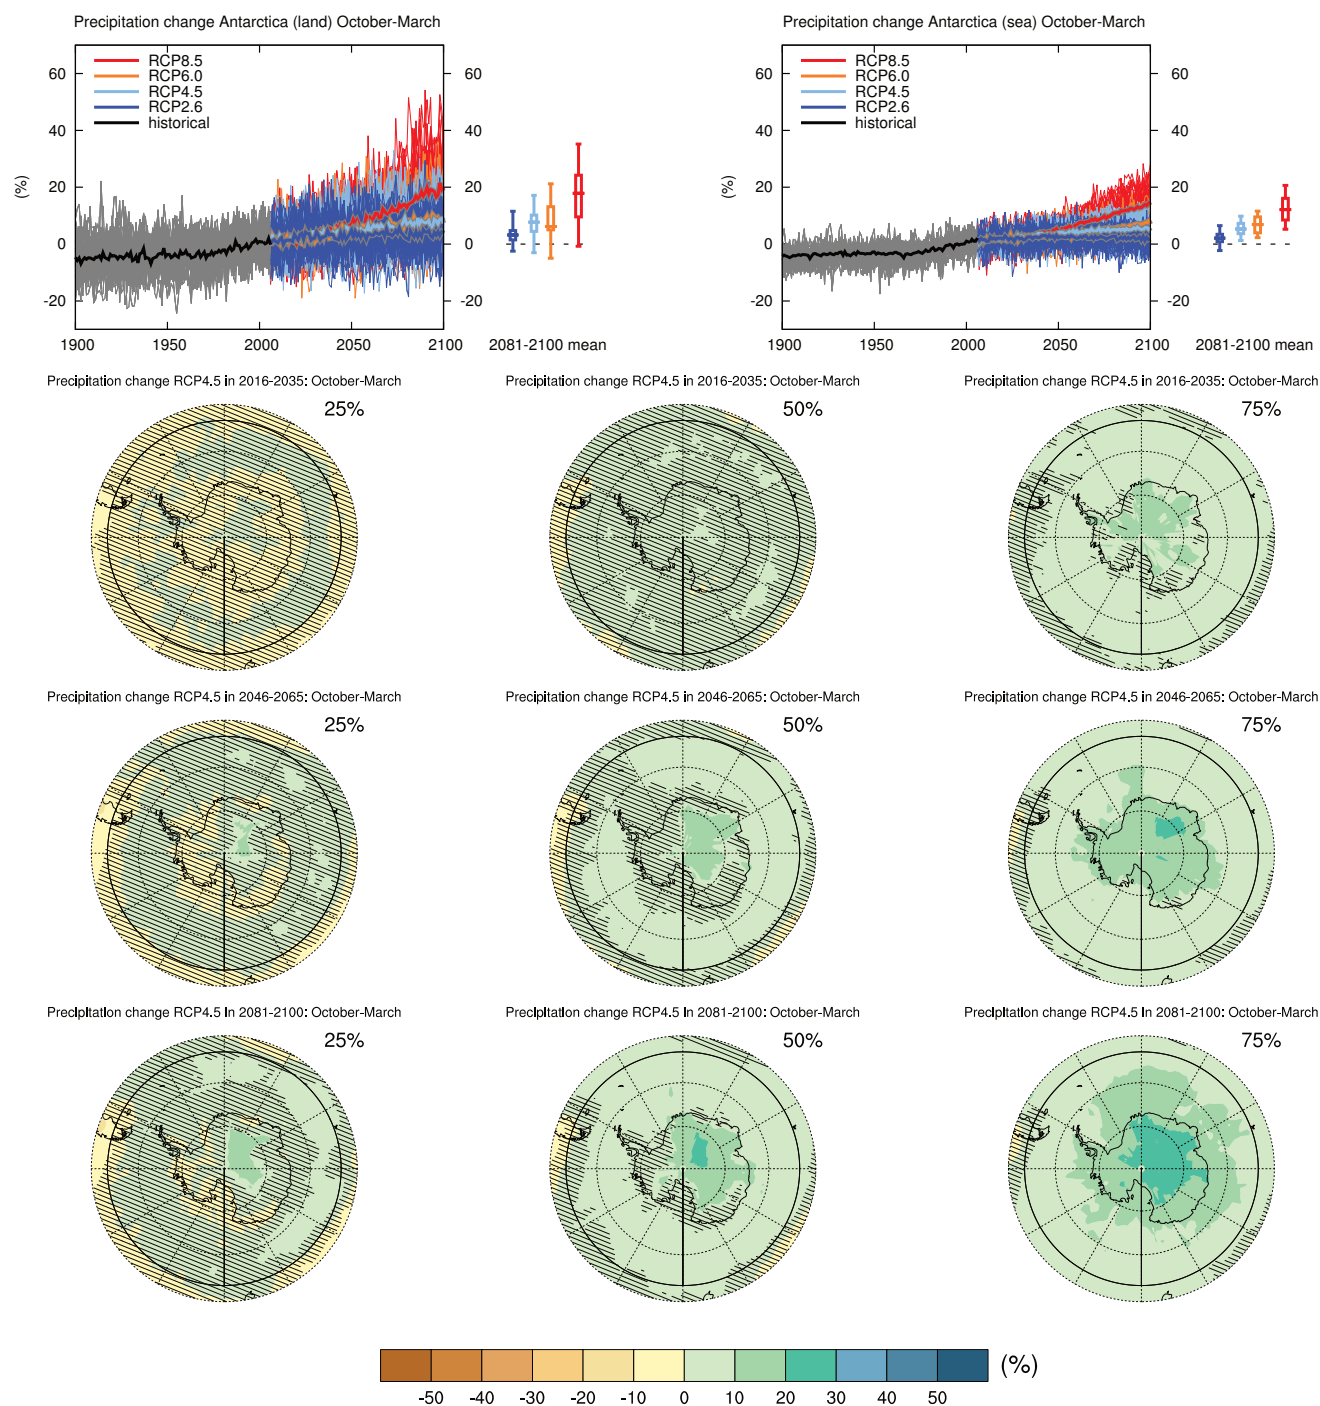 Precipitation change Antarctica (land) October-March
(%)
60
40
20
0
-20
RCP8.5
RCP6.0
RCP4.5
RCP2.6
historical
60
40
20
0
-20
1900 1950 2000 2050 2100 2081-2100 mean
Precipitation change Antarctica (sea) October-March
(%)
60
40
20
0
-20
RCP8.5
RCP6.0
RCP4.5
RCP2.6
historical
60
40
20
0
-20
1900 1950 2000 2050 2100 2081-2100 mean
Precipitation change RCP4.5 in 2016-2035: October-March
25%
Precipitation change RCP4.5 in 2016-2035: October-March
50%
Precipitation change RCP4.5 in 2016-2035: October-March
75%
Precipitation change RCP4.5 in 2046-2065: October-March
25%
Precipitation change RCP4.5 in 2046-2065: October-March
50%
Precipitation change RCP4.5 in 2046-2065: October-March
75%
Precipitation change RCP4.5 in 2081-2100: October-March
25%
Precipitation change RCP4.5 in 2081-2100: October-March
50%
Precipitation change RCP4.5 in 2081-2100: October-March
75%
(%)
-50 -40 -30 -20 -10 0 10 20 30 40 50